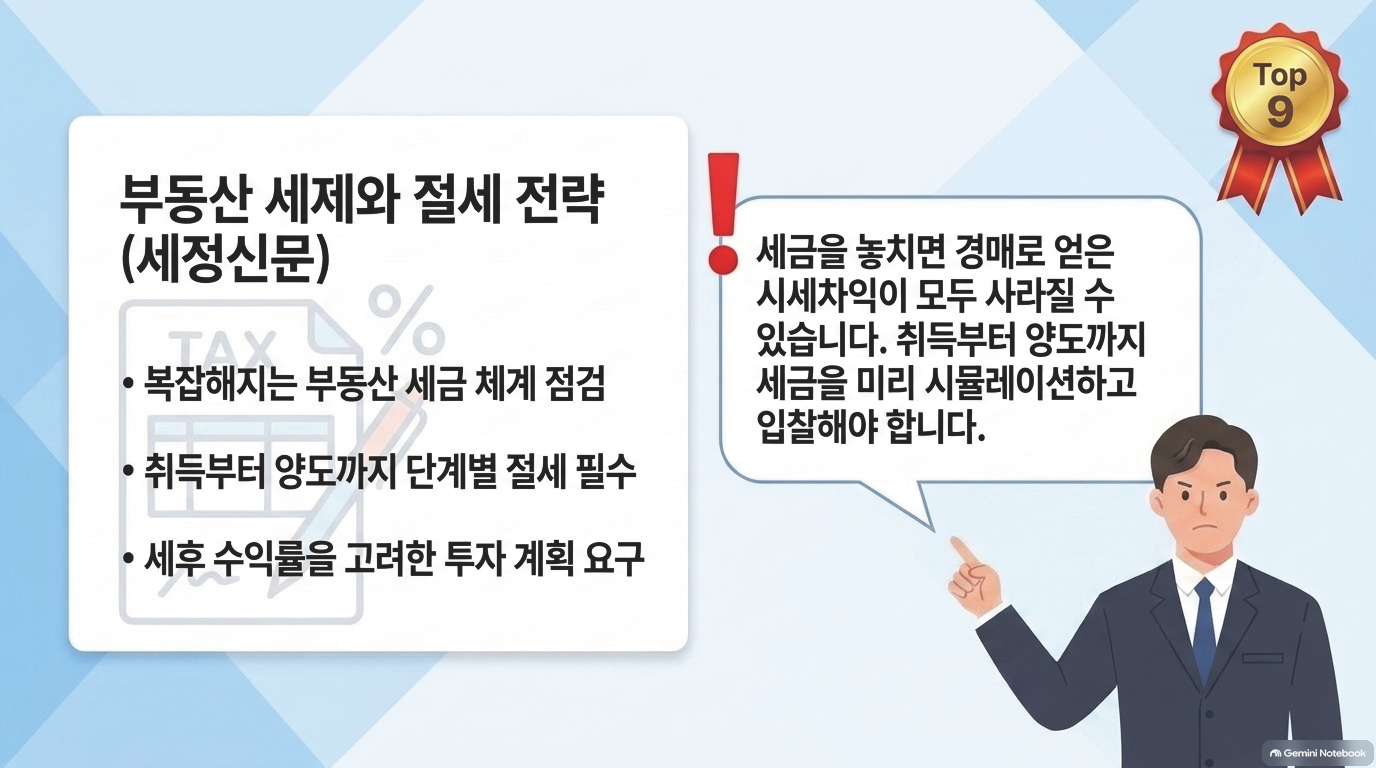 Top
9
부동산 세제와 절세 전략
(세정신문)
TAX
%
• 복잡해지는 부동산 세금 체계 점검
• 취득부터 양도까지 단계별 절세 필수
• 세후 수익률을 고려한 투자 계획 요구
!
세금을 놓치면 경매로 얻은
시세차익이 모두 사라질 수
있습니다. 취득부터 양도까지
세금을 미리 시뮬레이션하고
입찰해야 합니다.
Gemini Notebook